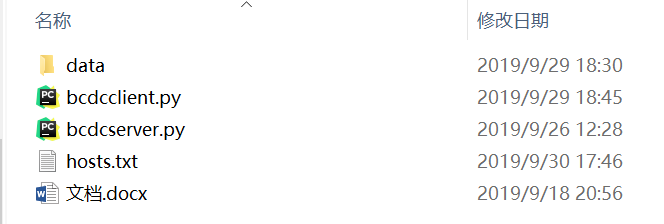 名称 修改日期
data 2019/9/29 18:30
bcdcclient.py 2019/9/29 18:45
bcdcserver.py 2019/9/26 12:28
hosts.txt 2019/9/30 17:46
文档.docx 2019/9/18 20:56